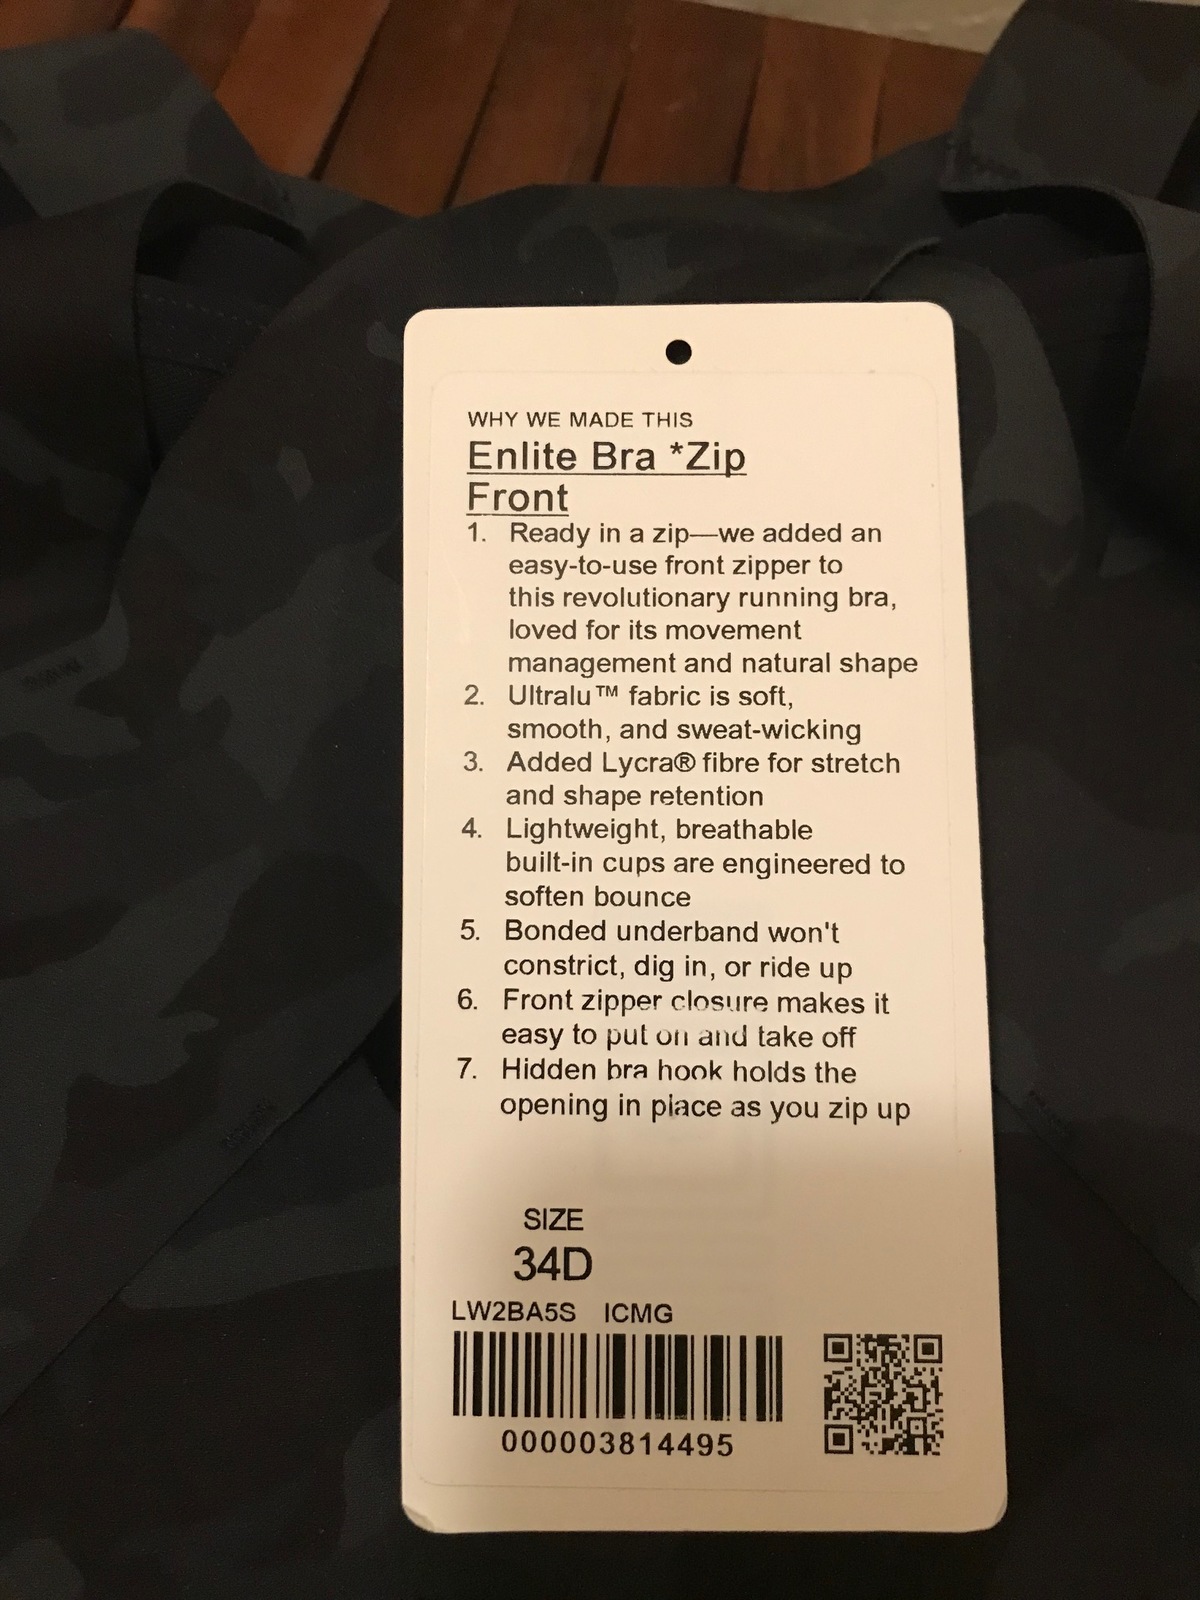 WHY WE MADE THIS
Enlite Bra *Zip
Front
1. Ready in a zip—we added an
easy-to-use front zipper to
this revolutionary running bra,
loved for its movement
management and natural shape
2. Ultralu™ fabric is soft,
smooth, and sweat-wicking
3. Added Lycra® fibre for stretch
and shape retention
4. Lightweight, breathable
built-in cups are engineered to
soften bounce
5. Bonded underband won't
constrict, dig in, or ride up
6. Front zipper closure makes it
easy to put on and take off
7. Hidden bra hook holds the
opening in place as you zip up
SIZE
34D
LW2BA5S ICMG
000003814495